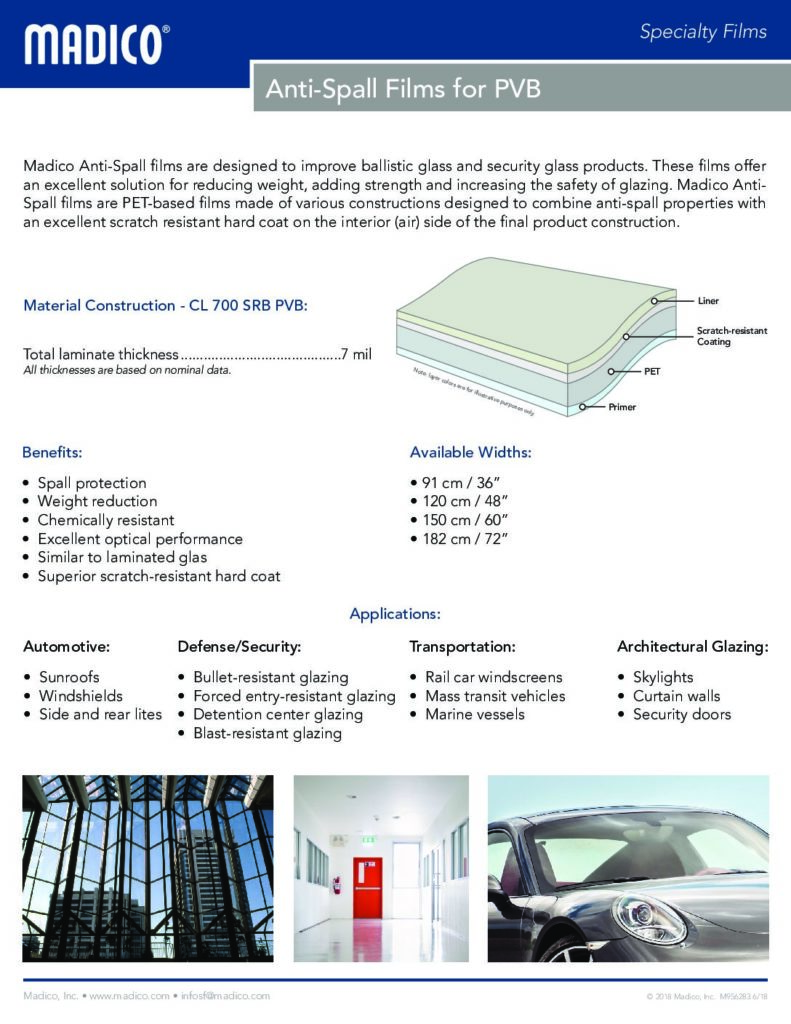 MADICO®
Specialty Films
Anti-Spall Films for PVB
Madico Anti-Spall films are designed to improve ballistic glass and security glass products. These films offer
an excellent solution for reducing weight, adding strength and increasing the safety of glazing. Madico Anti-
Spall films are PET-based films made of various constructions designed to combine anti-spall properties with
an excellent scratch resistant hard coat on the interior (air) side of the final product construction.
Material Construction - CL 700 SRB PVB:
Total laminate thickness..........................................7 mil
All thicknesses are based on nominal data.
Liner
Scratch-resistant
Coating
PET
Primer
Note: layer colors are for illustrative purposes only.
Benefits:
• Spall protection
• Weight reduction
• Chemically resistant
• Excellent optical performance
• Similar to laminated glas
• Superior scratch-resistant hard coat
Available Widths:
• 91 cm / 36”
• 120 cm / 48”
• 150 cm / 60”
• 182 cm / 72”
Applications:
Automotive:
• Sunroofs
• Windshields
• Side and rear lites
Defense/Security:
• Bullet-resistant glazing
• Forced entry-resistant glazing
• Detention center glazing
• Blast-resistant glazing
Transportation:
• Rail car windscreens
• Mass transit vehicles
• Marine vessels
Architectural Glazing:
• Skylights
• Curtain walls
• Security doors
Madico, Inc. • www.madico.com • infosf@madico.com
© 2018 Madico, Inc. M956283.6/18